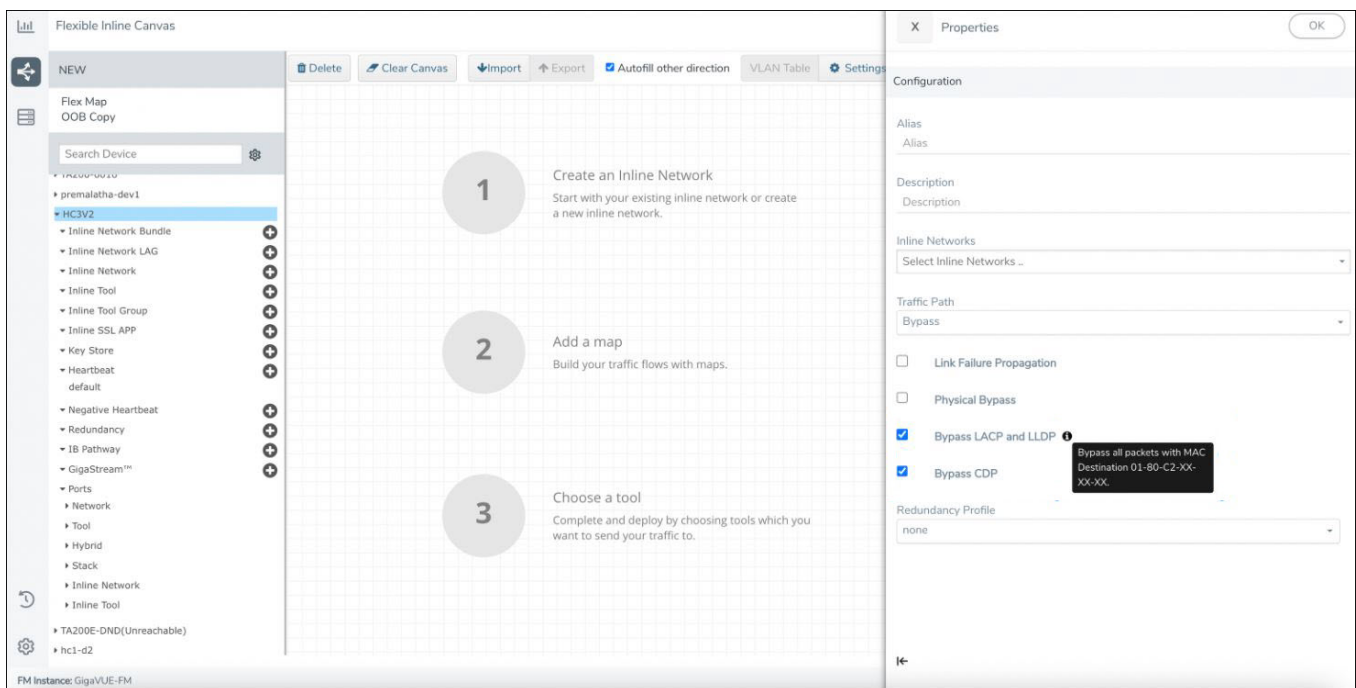 Flexible Inline Canvas
NEW
Flex Map
OOB Copy
Search Device
TA200-0010
premalatha-dev1
HC3V2
Inline Network Bundle
Inline Network LAG
Inline Network
Inline Tool
Inline Tool Group
Inline SSL APP
Key Store
Heartbeat
default
Negative Heartbeat
Redundancy
IB Pathway
GigaStream™
Ports
Network
Tool
Hybrid
Stack
Inline Network
Inline Tool
TA200E-DND(Unreachable)
hc1-d2
FM Instance: GigaVUE-FM
Delete
Clear Canvas
Import
Export
Autofill other direction
VLAN Table
Settings
1
Create an Inline Network
Start with your existing inline network or create
a new inline network.
2
Add a map
Build your traffic flows with maps.
3
Choose a tool
Complete and deploy by choosing tools which you
want to send your traffic to.
X Properties
OK
Configuration
Alias
Alias
Description
Description
Inline Networks
Select Inline Networks ...
Traffic Path
Bypass
Link Failure Propagation
Physical Bypass
Bypass LACP and LLDP
Bypass all packets with MAC
Destination 01-80-C2-XX-
XX-XX.
Bypass CDP
Redundancy Profile
none